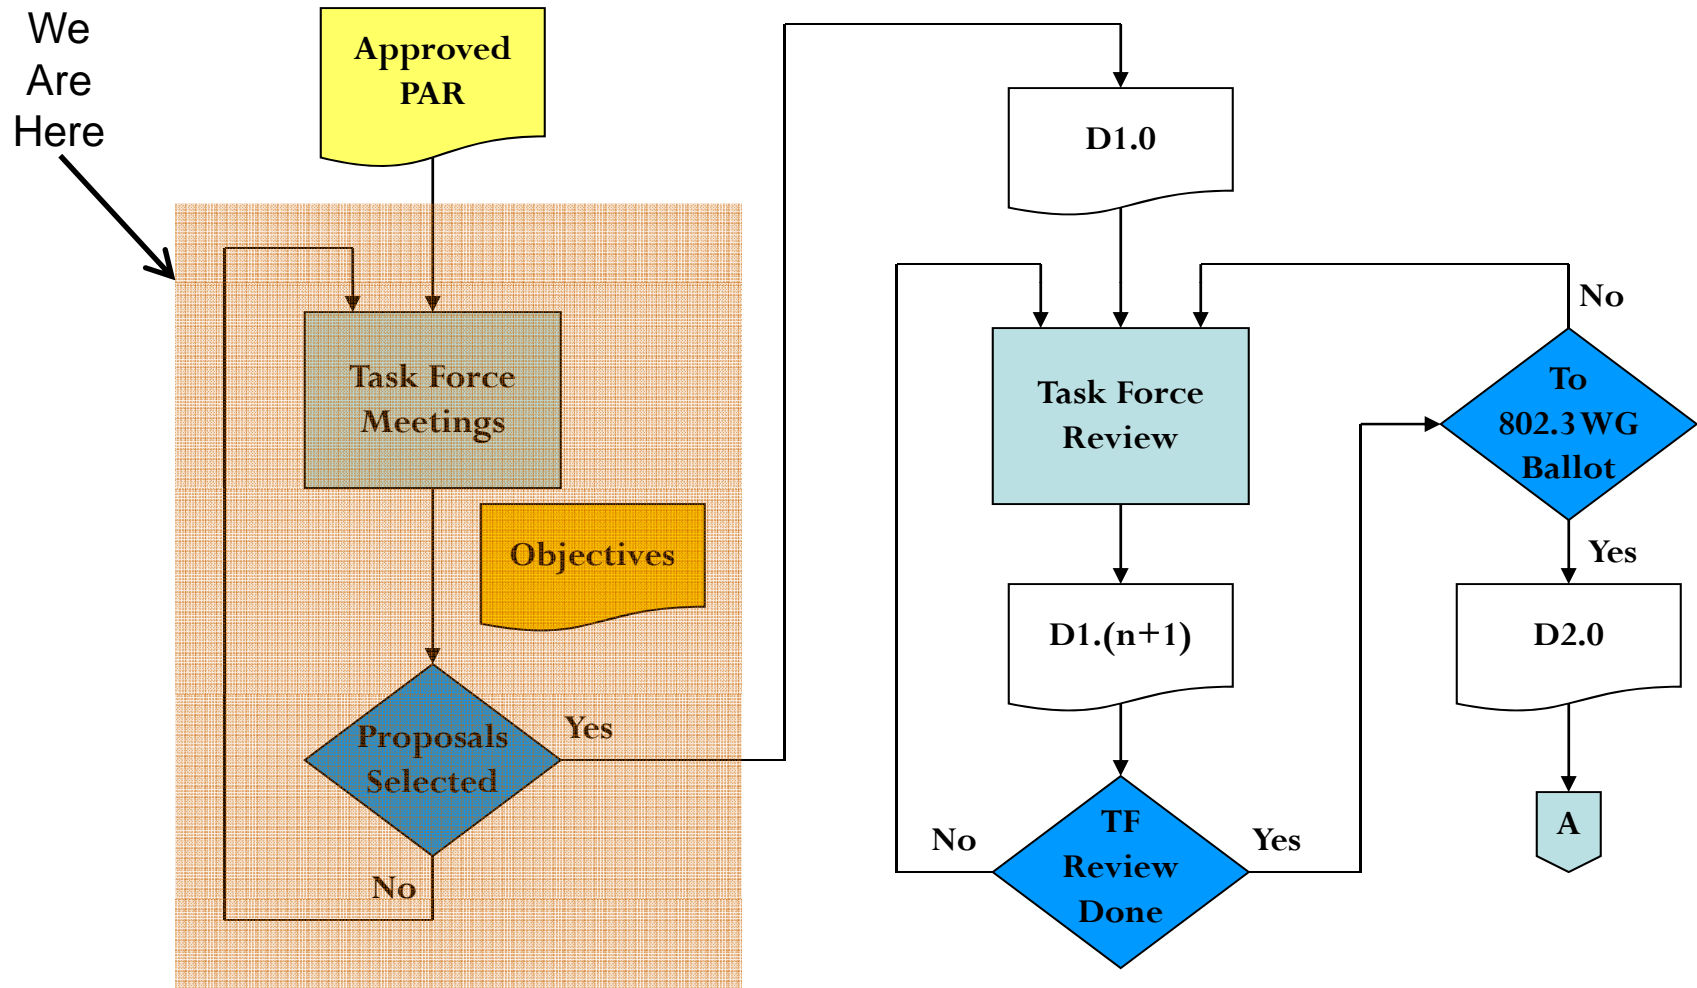 We
Are
Here
Approved
PAR
Task Force
Meetings
Objectives
Proposals
Selected
Yes
No
D1.0
Task Force
Review
D1.(n+1)
TF
Review
Done
No
Yes
To
802.3 WG
Ballot
No
Yes
D2.0
A